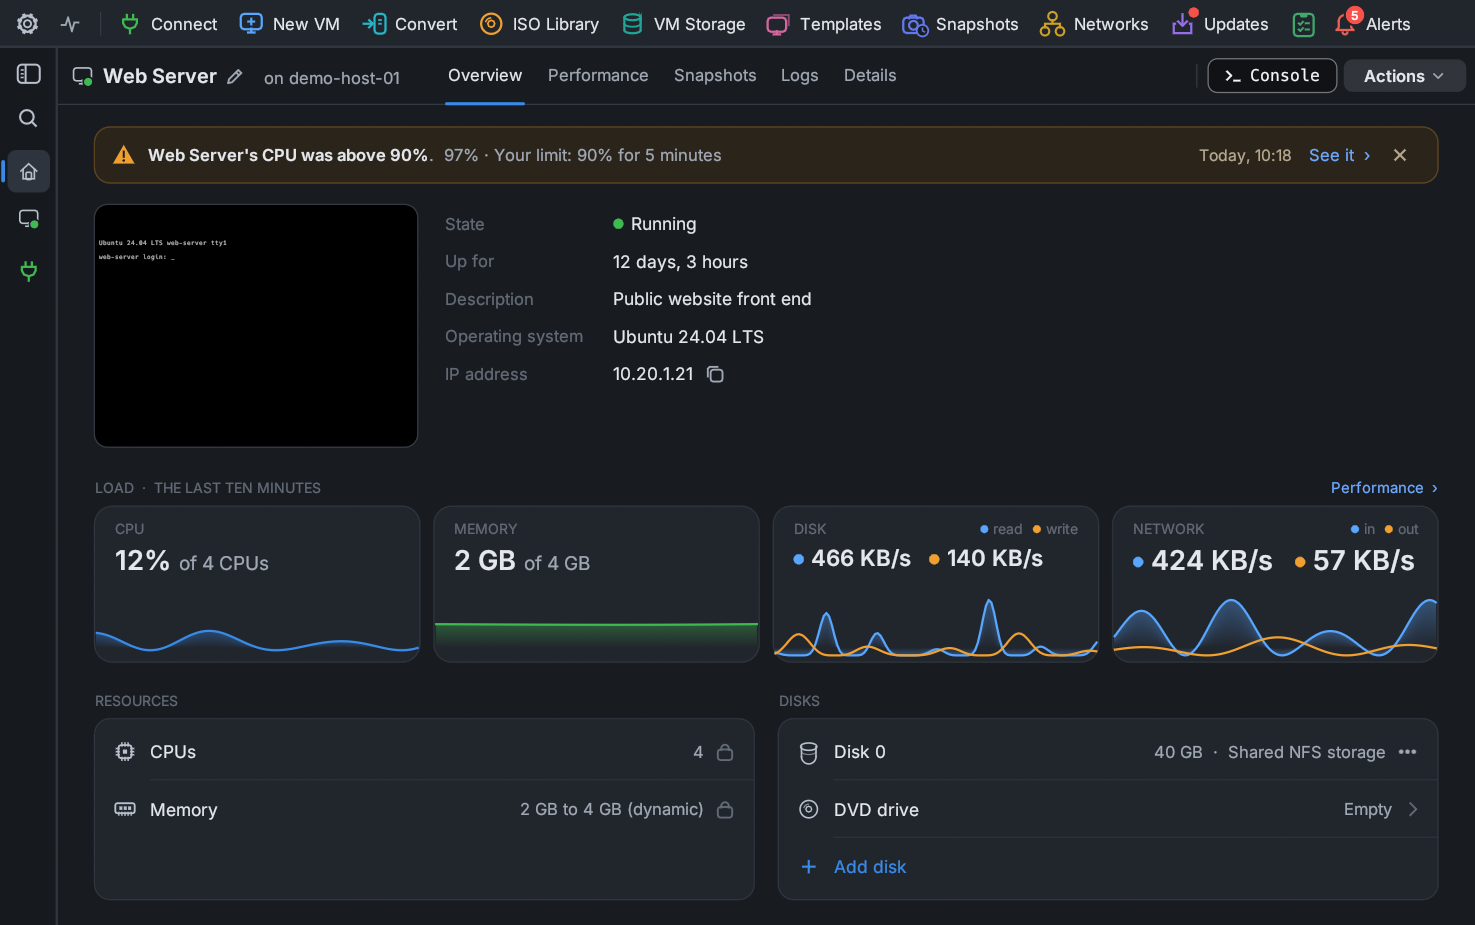 Connect New VM Convert ISO Library VM Storage Templates Snapshots Networks Updates 5 Alerts
Web Server on demo-host-01 Overview Performance Snapshots Logs Details >_ Console Actions
Web Server's CPU was above 90%. 97% · Your limit: 90% for 5 minutes Today, 10:18 See it ›
Ubuntu 24.04 LTS web-server tty1
web-server login: _
State Running
Up for 12 days, 3 hours
Description Public website front end
Operating system Ubuntu 24.04 LTS
IP address 10.20.1.21
LOAD · THE LAST TEN MINUTES Performance ›
CPU
12% of 4 CPUs
MEMORY
2 GB of 4 GB
DISK read write
466 KB/s 140 KB/s
NETWORK in out
424 KB/s 57 KB/s
RESOURCES
CPUs 4
Memory 2 GB to 4 GB (dynamic)
DISKS
Disk 0 40 GB · Shared NFS storage
DVD drive Empty
+ Add disk